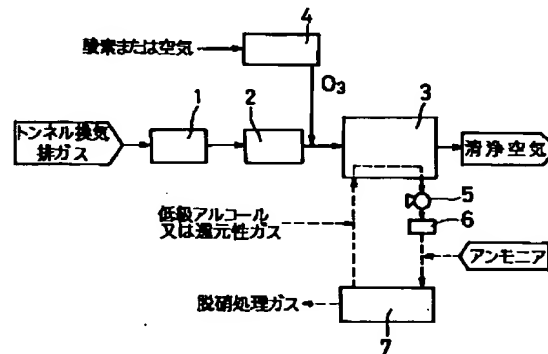 4
酸素または空気
O₃
1
2
3
トンネル換気
排ガス
清浄空気
5
低級アルコール
又は還元性ガス
6
アンモニア
脱硝処理ガス
7